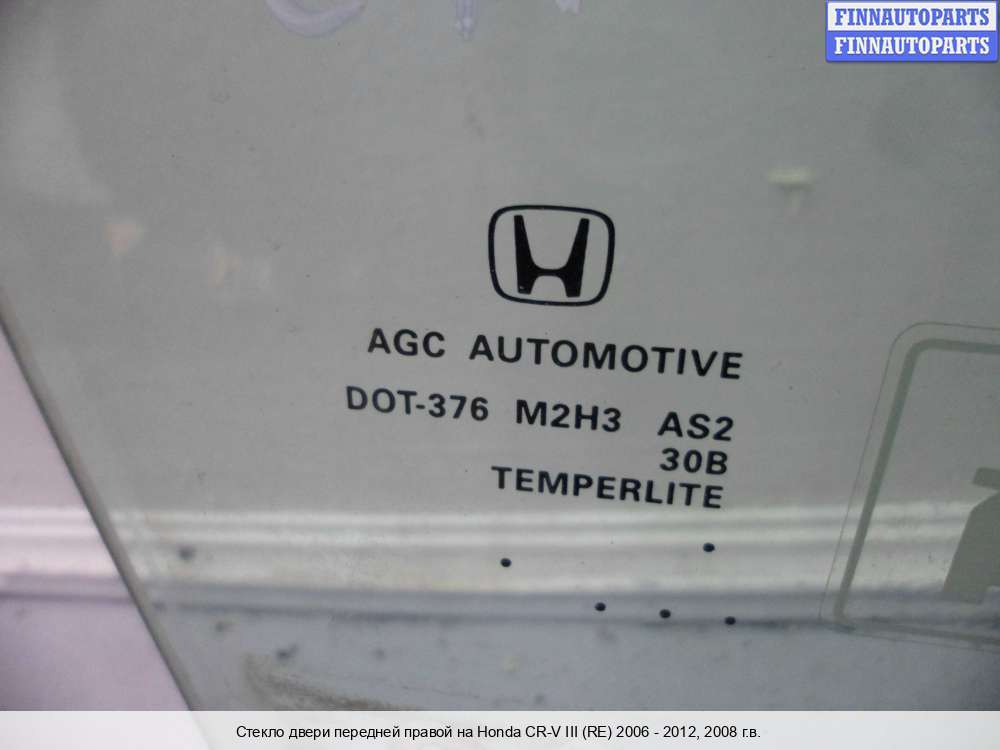 FINNAUTOPARTS
FINNAUTOPARTS
AGC AUTOMOTIVE
DOT-376 M2H3 AS2
30B
TEMPERLITE
Стекло двери передней правой на Honda CR-V III (RE) 2006 - 2012, 2008 г.в.